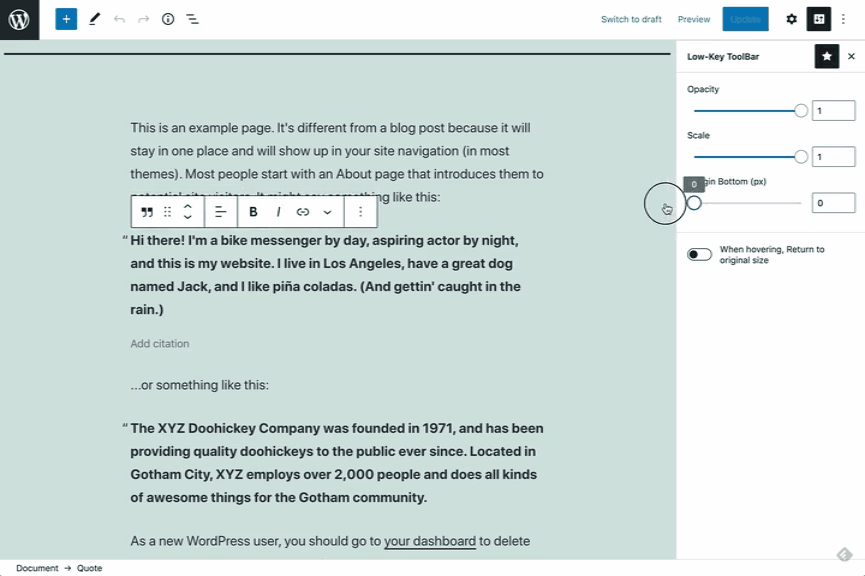 Switch to draft Preview Update
Low-Key ToolBar
Opacity
1
Scale
1
Margin Bottom (px)
0
0
When hovering, Return to
original size
This is an example page. It's different from a blog post because it will
stay in one place and will show up in your site navigation (in most
themes). Most people start with an About page that introduces them to
potential site visitors. It might say something like this:
B I
“Hi there! I'm a bike messenger by day, aspiring actor by night,
and this is my website. I live in Los Angeles, have a great dog
named Jack, and I like piña coladas. (And gettin' caught in the
rain.)
Add citation
...or something like this:
“The XYZ Doohickey Company was founded in 1971, and has been
providing quality doohickeys to the public ever since. Located in
Gotham City, XYZ employs over 2,000 people and does all kinds
of awesome things for the Gotham community.
As a new WordPress user, you should go to your dashboard to delete
Document → Quote